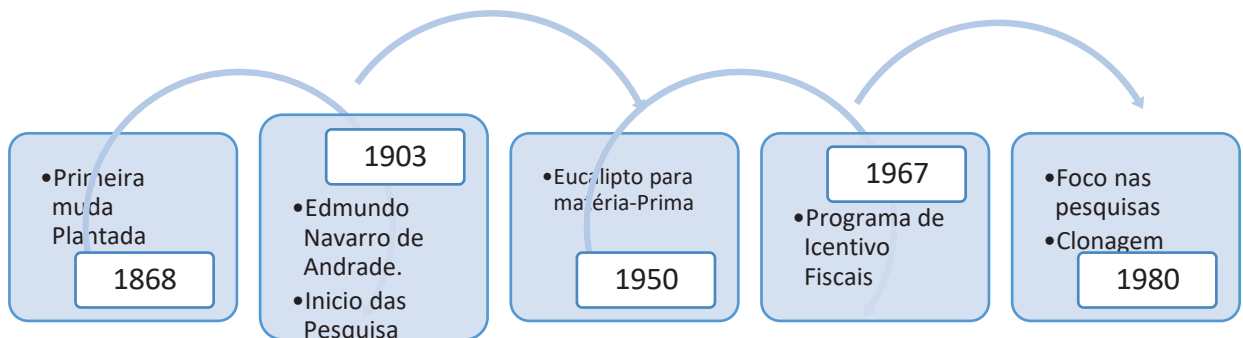 •Primeira
muda
Plantada
1868
1903
•Edmundo
Navarro de
Andrade.
•Inicio das
Pesquisa
•Eucalipto para
matéria-Prima
1950
1967
•Programa de
Icentivo
Fiscais
•Foco nas
pesquisas
•Clonagem
1980